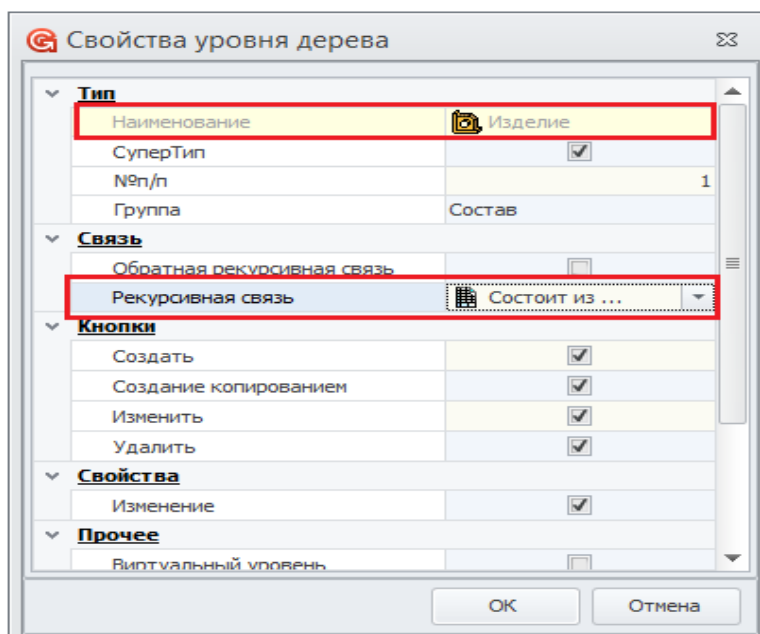 Свойства уровня дерева
Тип
Наименование Изделие
СуперТип
№п/п 1
Группа Состав
Связь
Обратная рекурсивная связь
Рекурсивная связь Состоит из ...
Кнопки
Создать
Создание копированием
Изменить
Удалить
Свойства
Изменение
Прочее
Виртуальный уровень
ОК Отмена